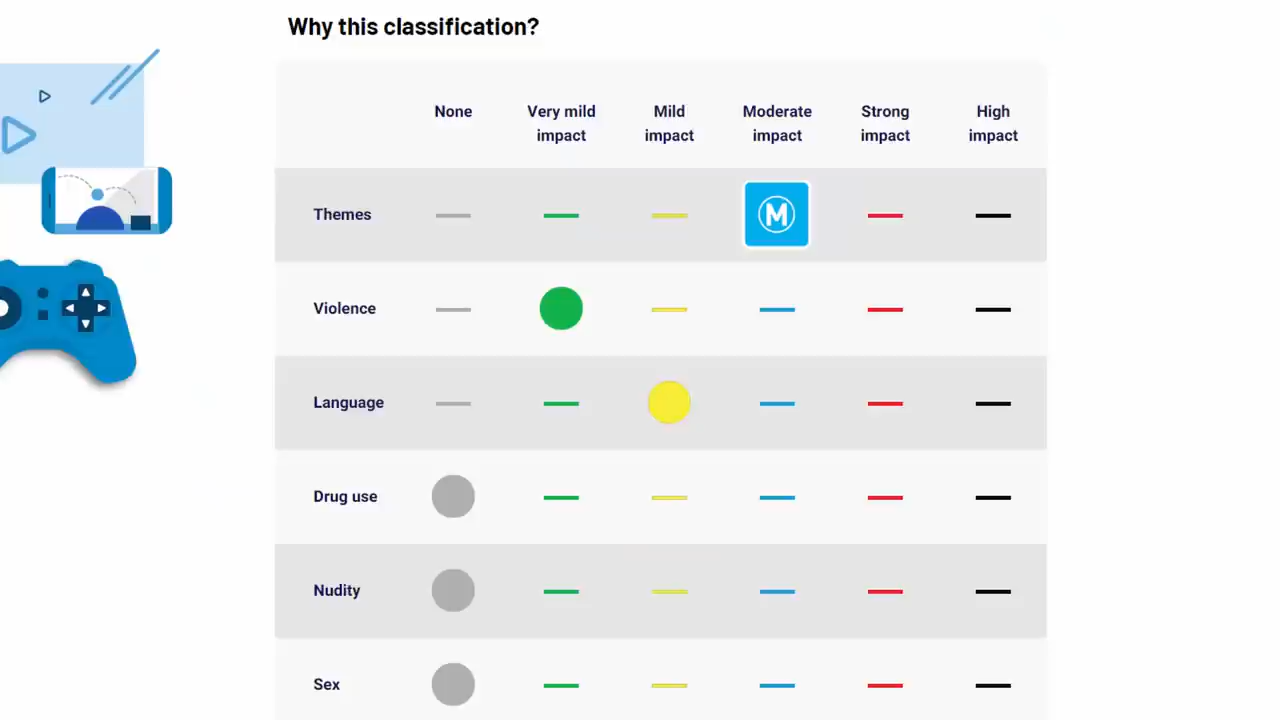 Why this classification?
None Very mild impact Mild impact Moderate impact Strong impact High impact
Themes M
Violence
Language
Drug use
Nudity
Sex